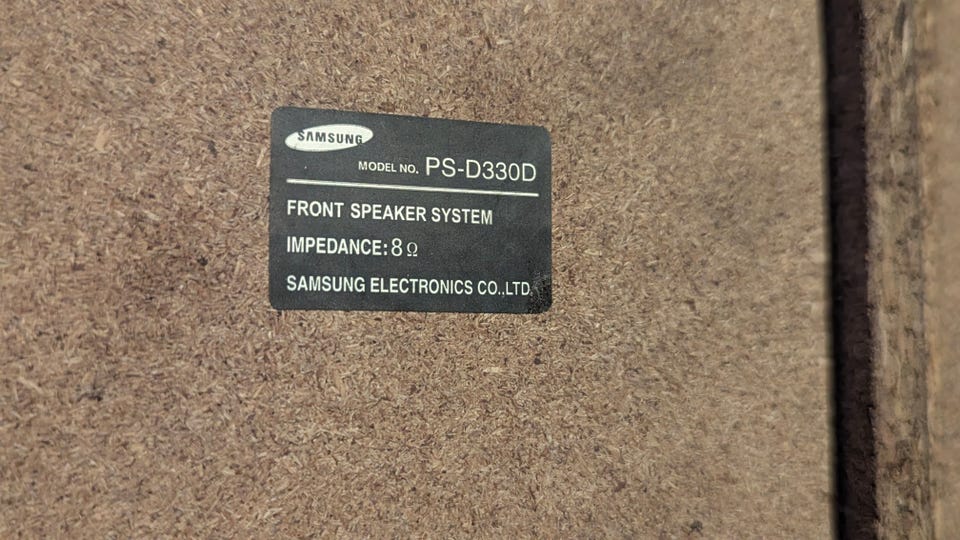 SAMSUNG
MODEL NO. PS-D330D
FRONT SPEAKER SYSTEM
IMPEDANCE: 8 Ω
SAMSUNG ELECTRONICS CO.,LTD.